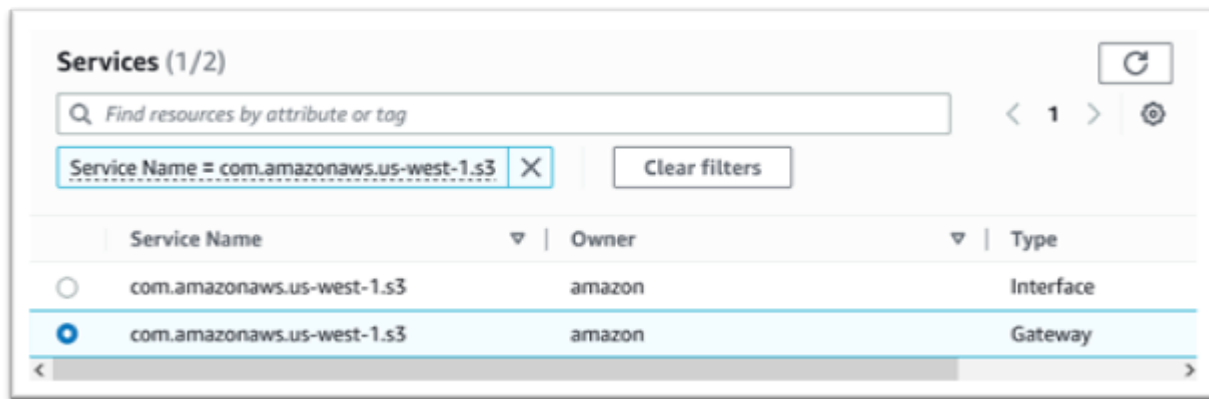 Services (1/2)
Find resources by attribute or tag
1
Service Name = com.amazonaws.us-west-1.s3
Clear filters
Service Name Owner Type
com.amazonaws.us-west-1.s3 amazon Interface
com.amazonaws.us-west-1.s3 amazon Gateway